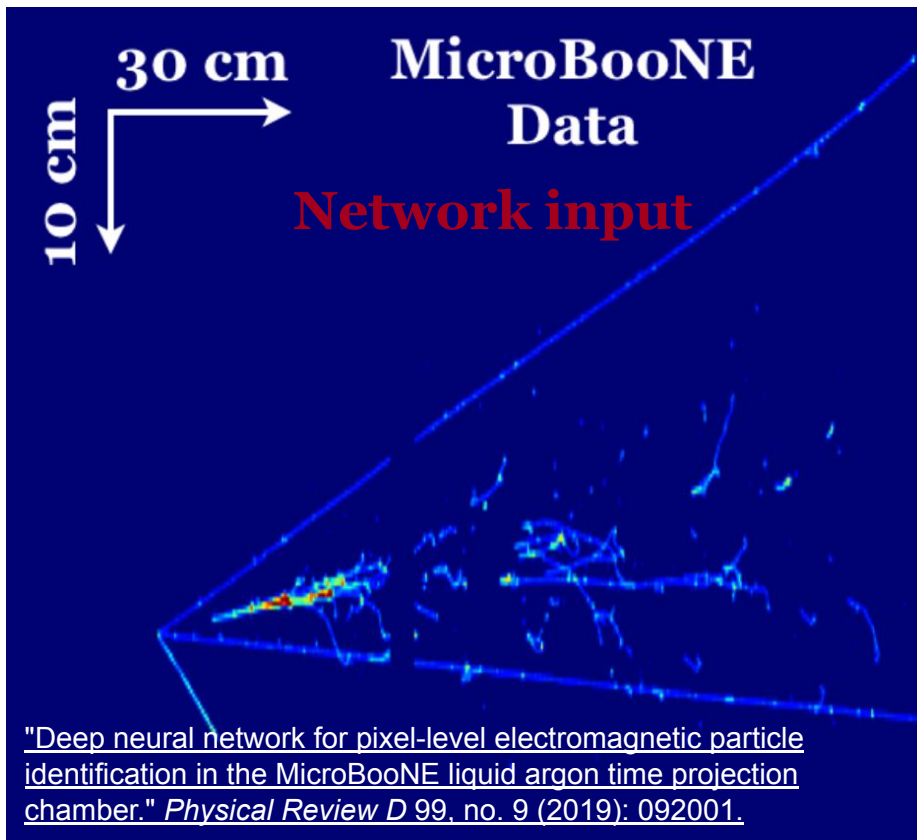 30 cm
10 cm
MicroBooNE
Data
Network input
"Deep neural network for pixel-level electromagnetic particle
identification in the MicroBooNE liquid argon time projection
chamber." Physical Review D 99, no. 9 (2019): 092001.